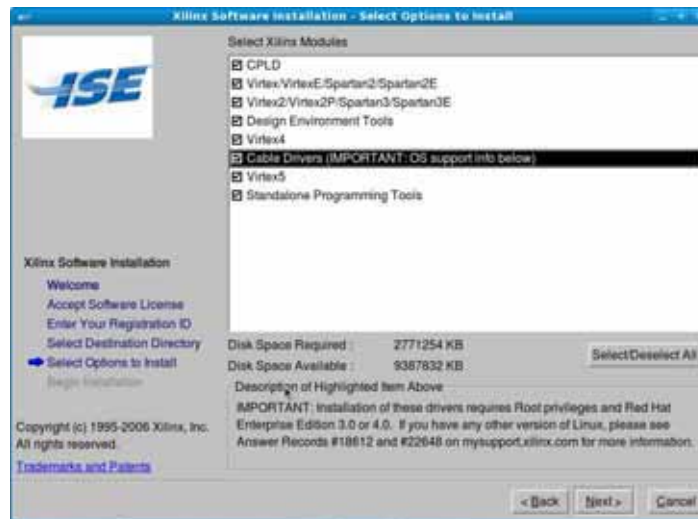 Xilinx Software Installation - Select Options to Install
ISE
Select Xilinx Modules
CPLD
Virtex/VirtexE/Spartan2/Spartan2E
Virtex2/Virtex2P/Spartan3/Spartan3E
Design Environment Tools
Virtex4
Cable Drivers (IMPORTANT: OS support info below)
Virtex5
Standalone Programming Tools
Xilinx Software Installation
Welcome
Accept Software License
Enter Your Registration ID
Select Destination Directory
Select Options to Install
Begin Installation
Disk Space Required : 2771254 KB
Disk Space Available : 9387832 KB
Select/Deselect All
Description of Highlighted Item Above
IMPORTANT: Installation of these drivers requires Root privileges and Red Hat
Enterprise Edition 3.0 or 4.0. If you have any other version of Linux, please see
Answer Records #18612 and #22648 on mysupport.xilinx.com for more information.
Copyright (c) 1995-2006 Xilinx, Inc.
All rights reserved.
Trademarks and Patents
< Back
Next >
Cancel